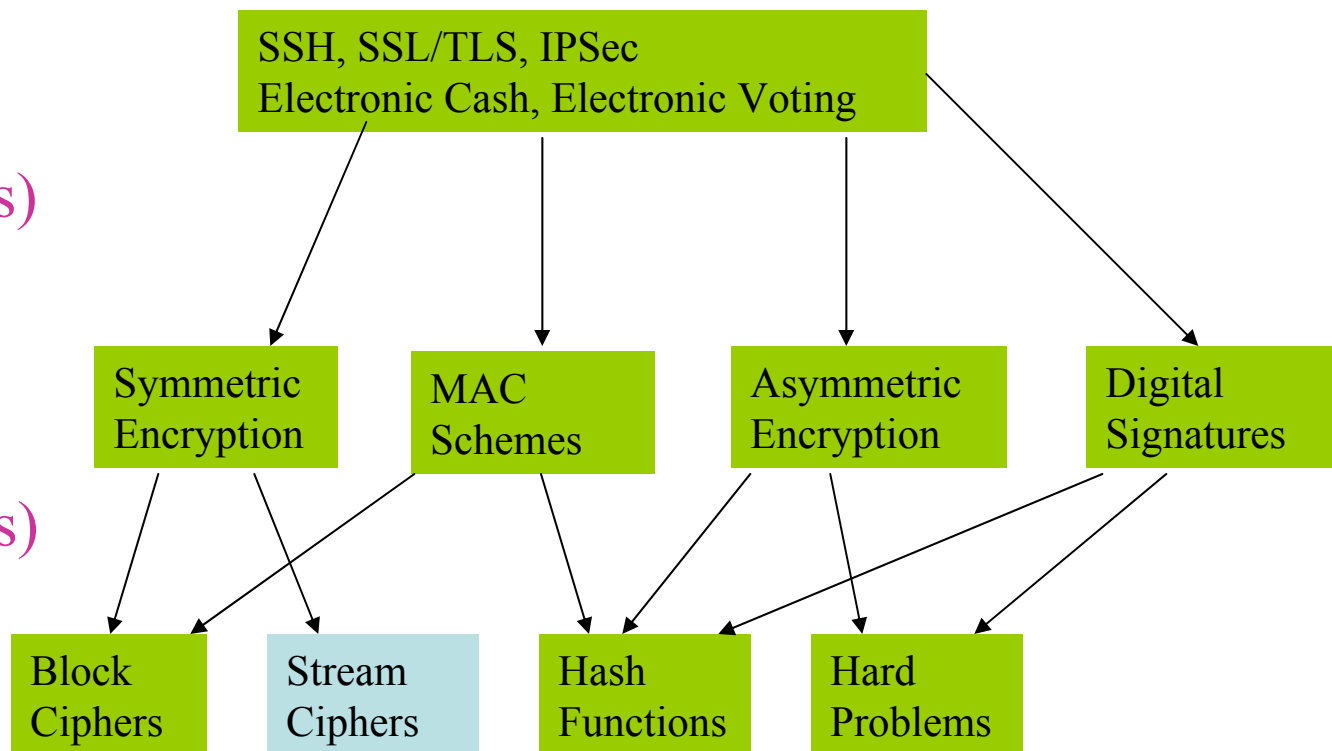 SSH, SSL/TLS, IPSec
Electronic Cash, Electronic Voting
s)
Symmetric
Encryption
MAC
Schemes
Asymmetric
Encryption
Digital
Signatures
s)
Block
Ciphers
Stream
Ciphers
Hash
Functions
Hard
Problems